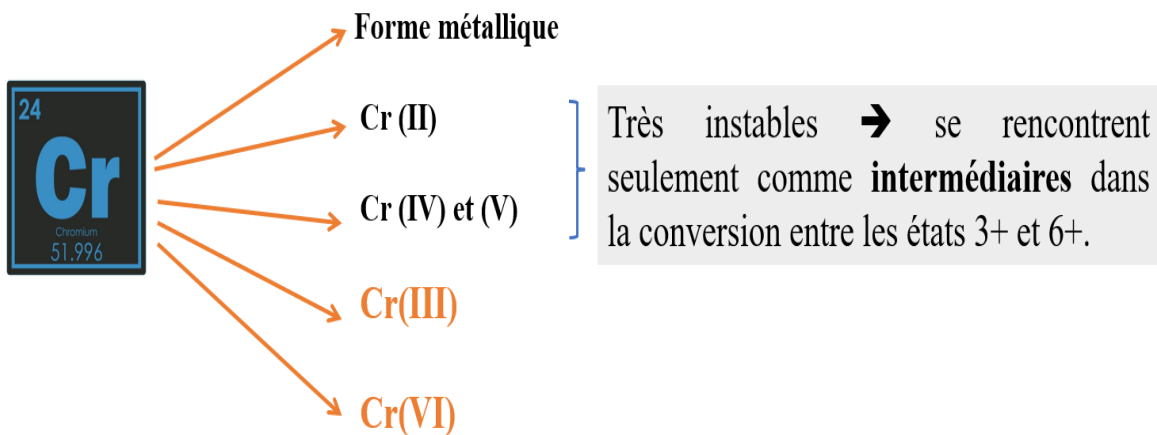 Forme métallique
24
Cr
Chromium
51.996
Cr (II)
Cr (IV) et (V)
Cr(III)
Cr(VI)
Très instables ➔ se rencontrent
seulement comme intermédiaires dans
la conversion entre les états 3+ et 6+.